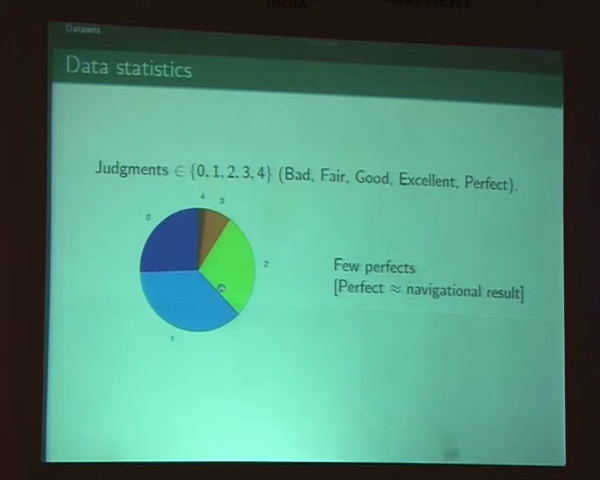 INDIA
Datasets
Data statistics
Judgments ∈ {0, 1, 2, 3, 4} (Bad, Fair, Good, Excellent, Perfect).
4 3
0
2
Few perfects
[Perfect ≈ navigational result]
1